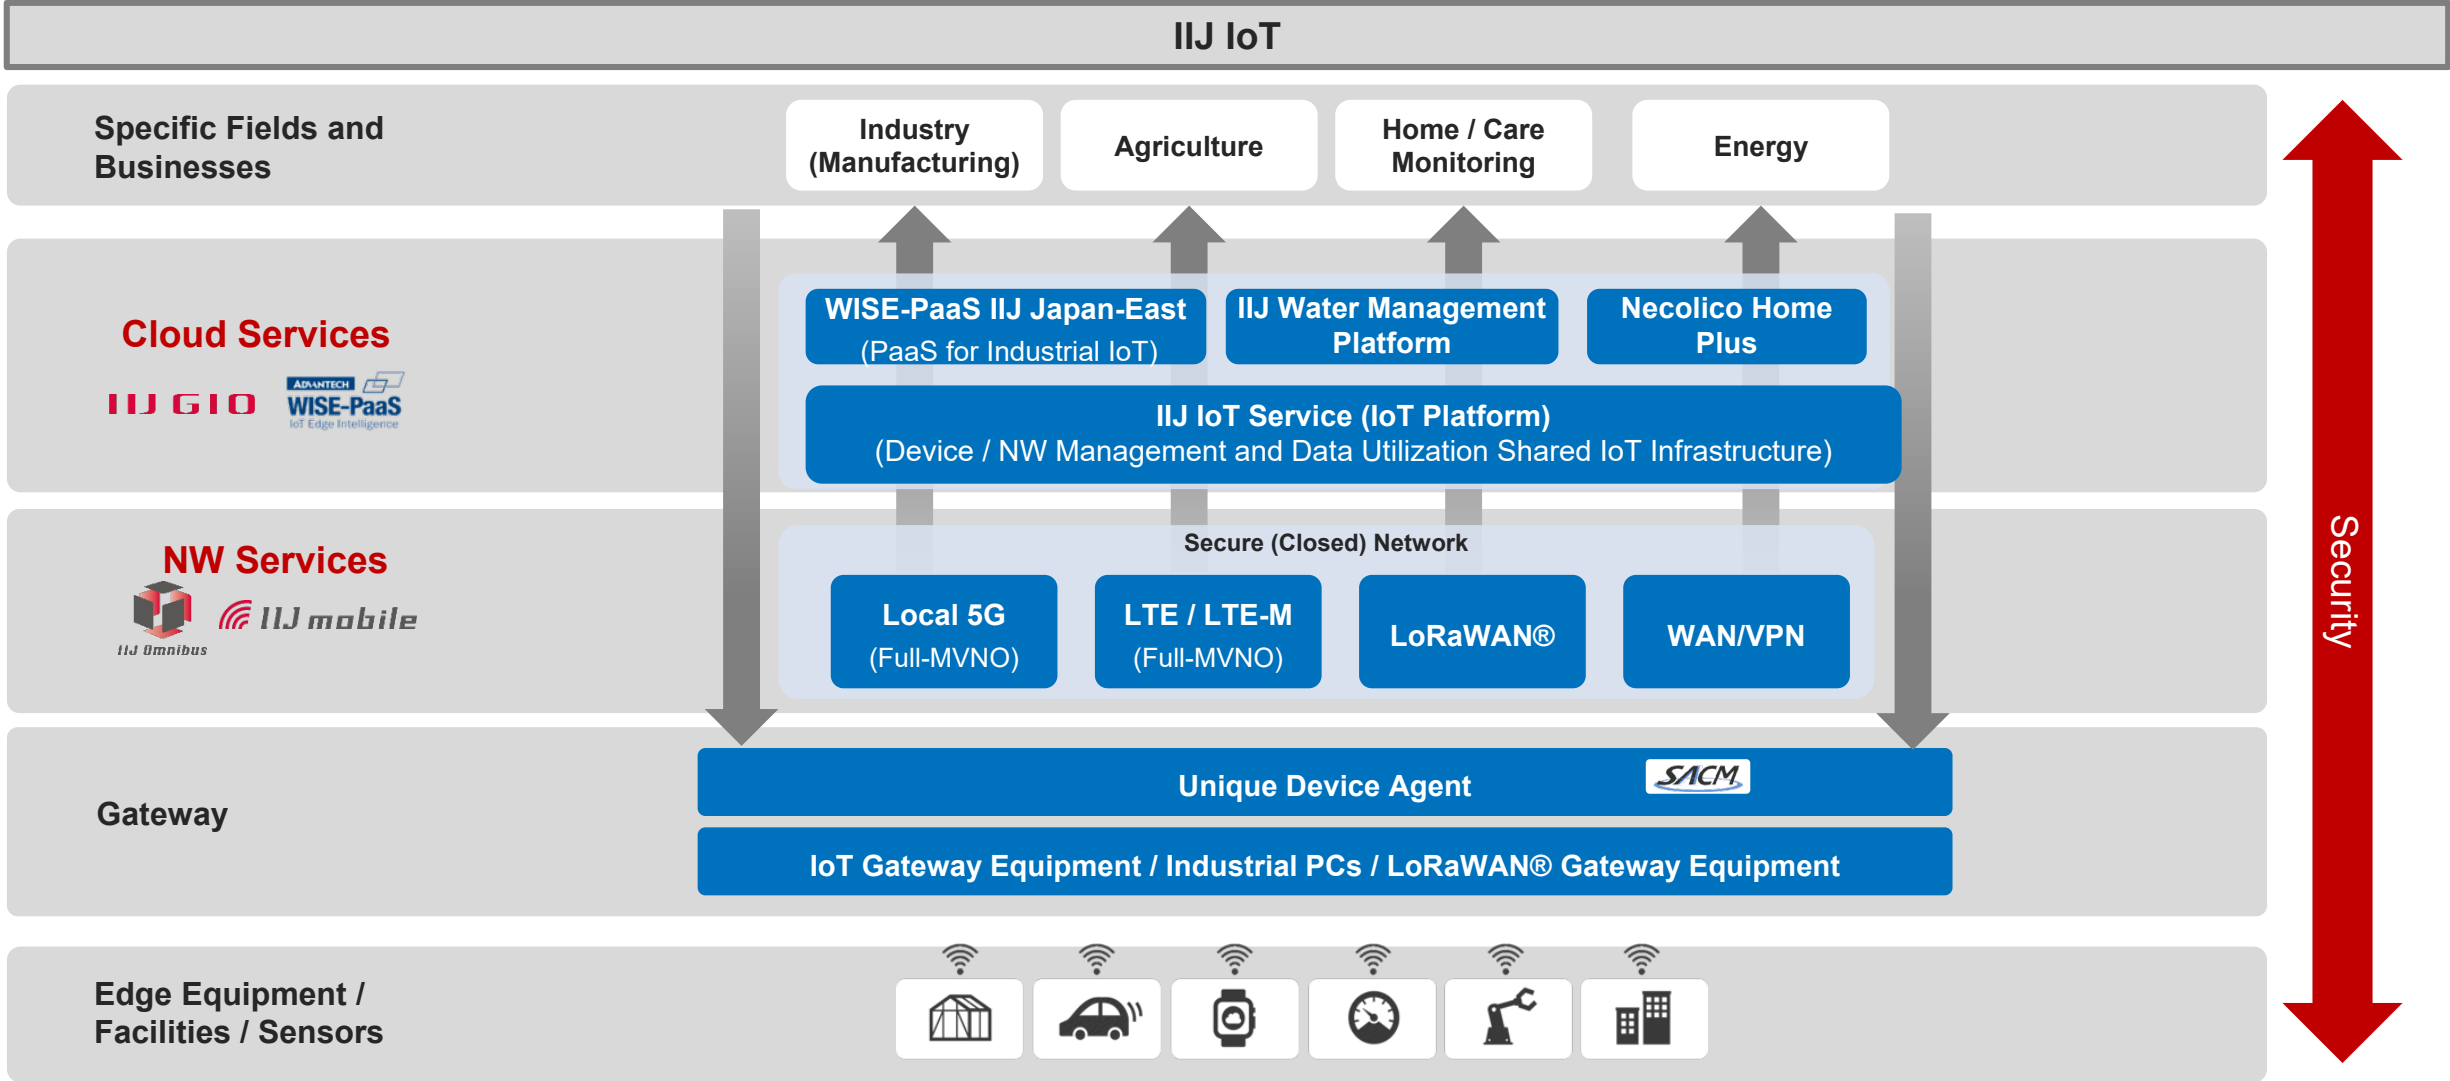 IIJ IoT
Specific Fields and
Businesses
Industry
(Manufacturing)
Agriculture
Home / Care
Monitoring
Energy
Cloud Services
IIJ GIO
ADVANTECH
WISE-PaaS
IoT Edge Intelligence
WISE-PaaS IIJ Japan-East
(PaaS for Industrial IoT)
IIJ Water Management
Platform
Necolico Home
Plus
IIJ IoT Service (IoT Platform)
(Device / NW Management and Data Utilization Shared IoT Infrastructure)
NW Services
IIJ Omnibus
IIJ mobile
Secure (Closed) Network
Local 5G
(Full-MVNO)
LTE / LTE-M
(Full-MVNO)
LoRaWAN®
WAN/VPN
Gateway
Unique Device Agent
SACM
IoT Gateway Equipment / Industrial PCs / LoRaWAN® Gateway Equipment
Edge Equipment /
Facilities / Sensors
Security